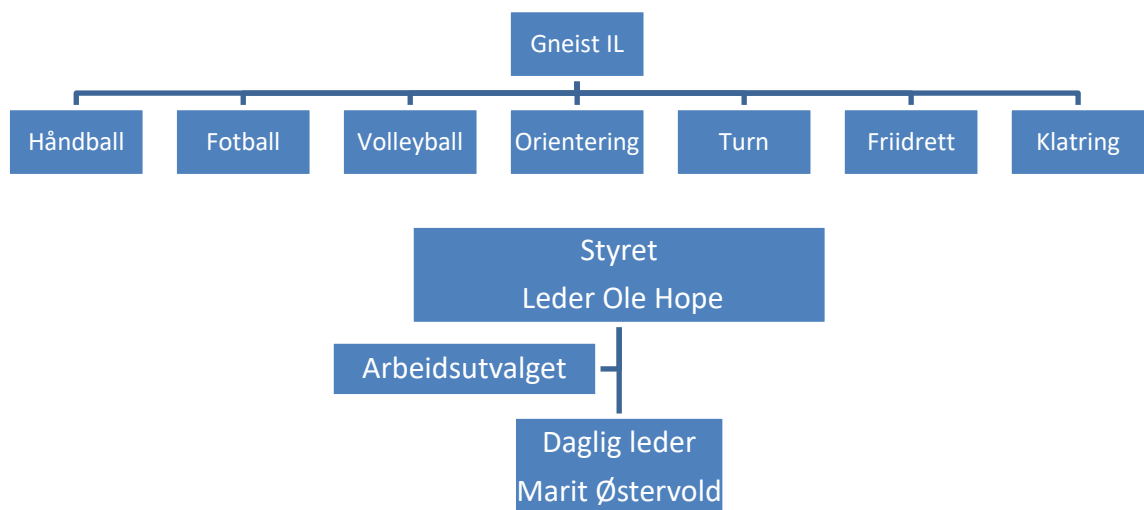 Gneist IL
Håndball
Fotball
Volleyball
Orientering
Turn
Friidrett
Klatring
Styret
Leder Ole Hope
Arbeidsutvalget
Daglig leder
Marit Østervold